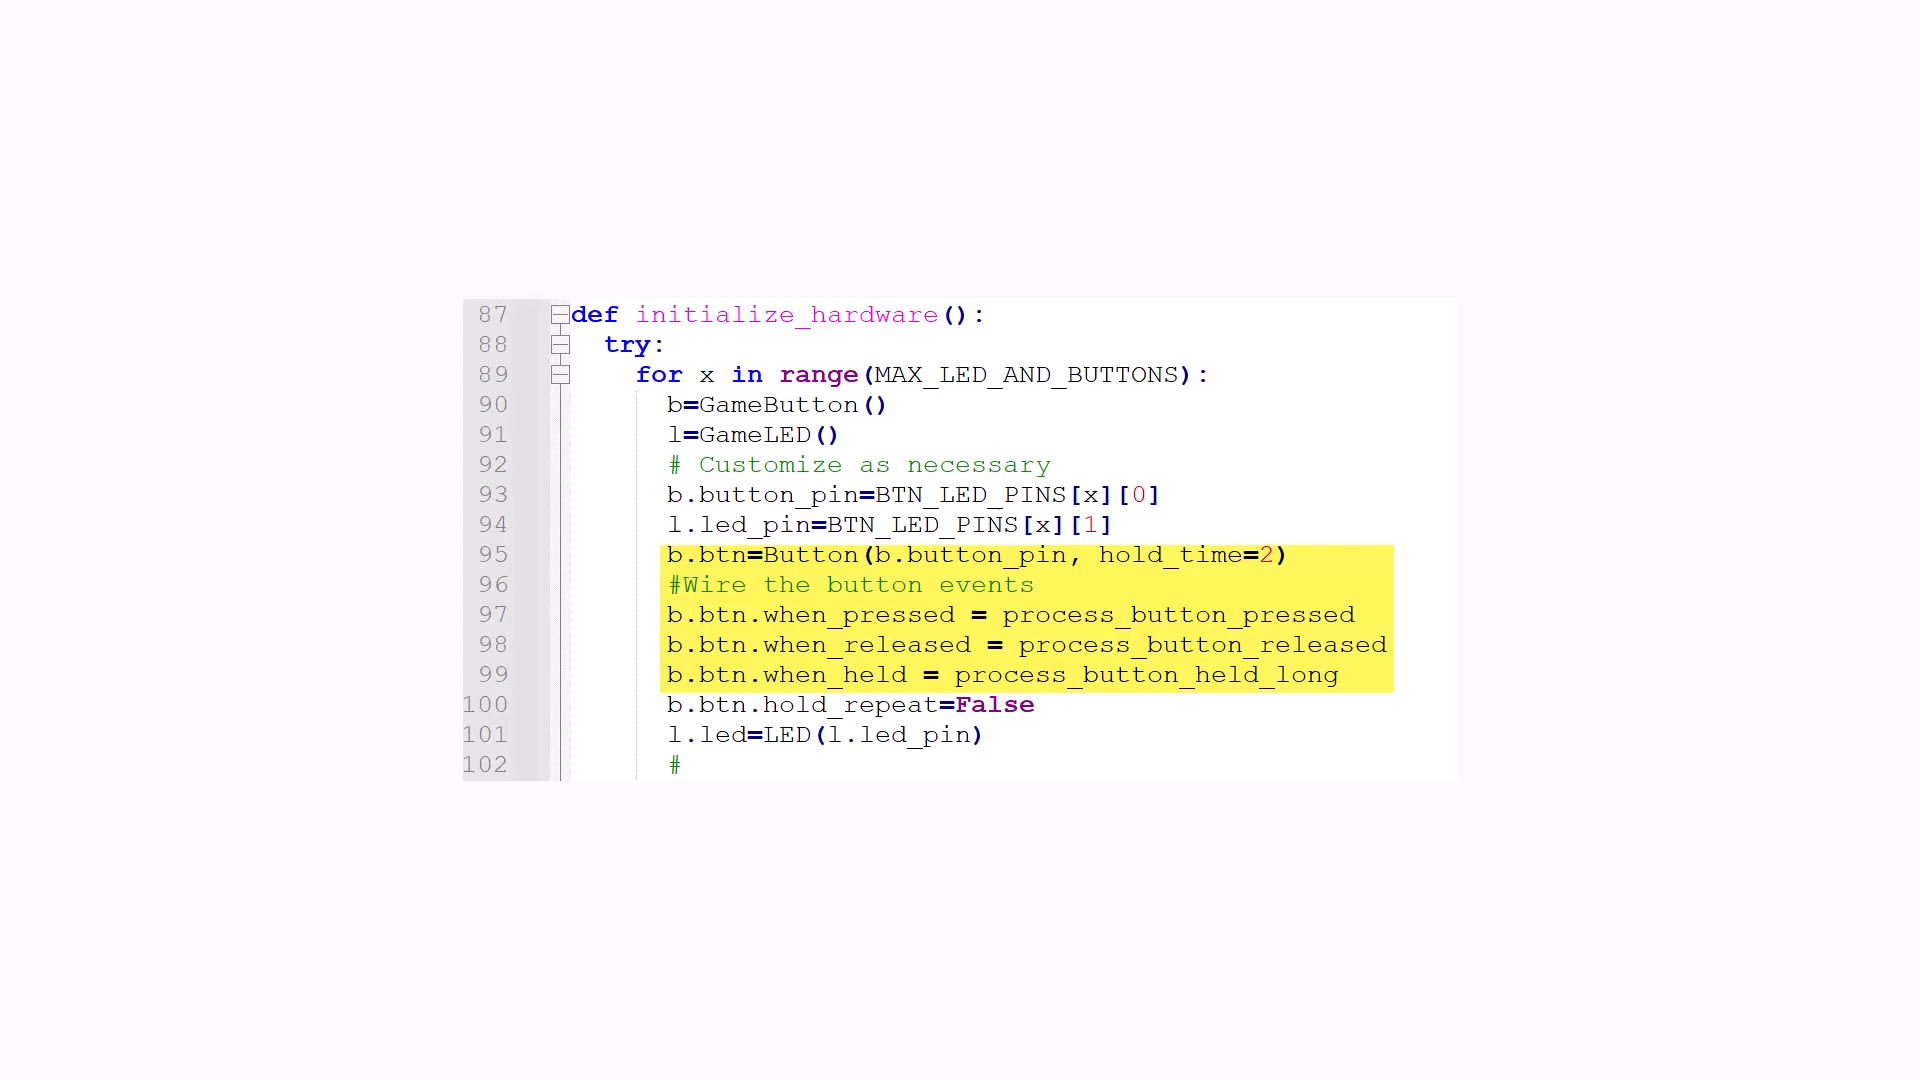 87 def initialize_hardware():
88 try:
89 for x in range(MAX_LED_AND_BUTTONS):
90 b=GameButton()
91 l=GameLED()
92 # Customize as necessary
93 b.button_pin=BTN_LED_PINS[x][0]
94 l.led_pin=BTN_LED_PINS[x][1]
95 b.btn=Button(b.button_pin, hold_time=2)
96 #Wire the button events
97 b.btn.when_pressed = process_button_pressed
98 b.btn.when_released = process_button_released
99 b.btn.when_held = process_button_held_long
100 b.btn.hold_repeat=False
101 l.led=LED(l.led_pin)
102 #